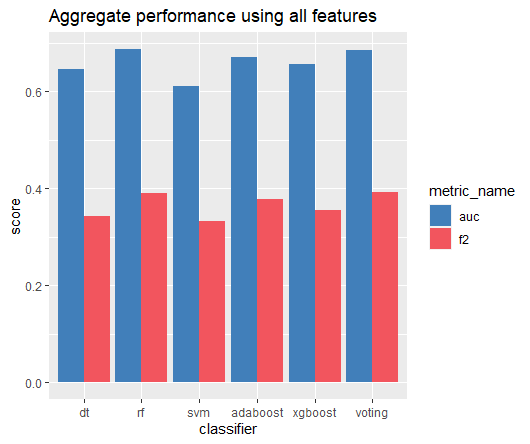 Aggregate performance using all features
0.6
0.4
0.2
0.0
score
dt rf svm adaboost xgboost voting
classifier
metric_name
auc
f2